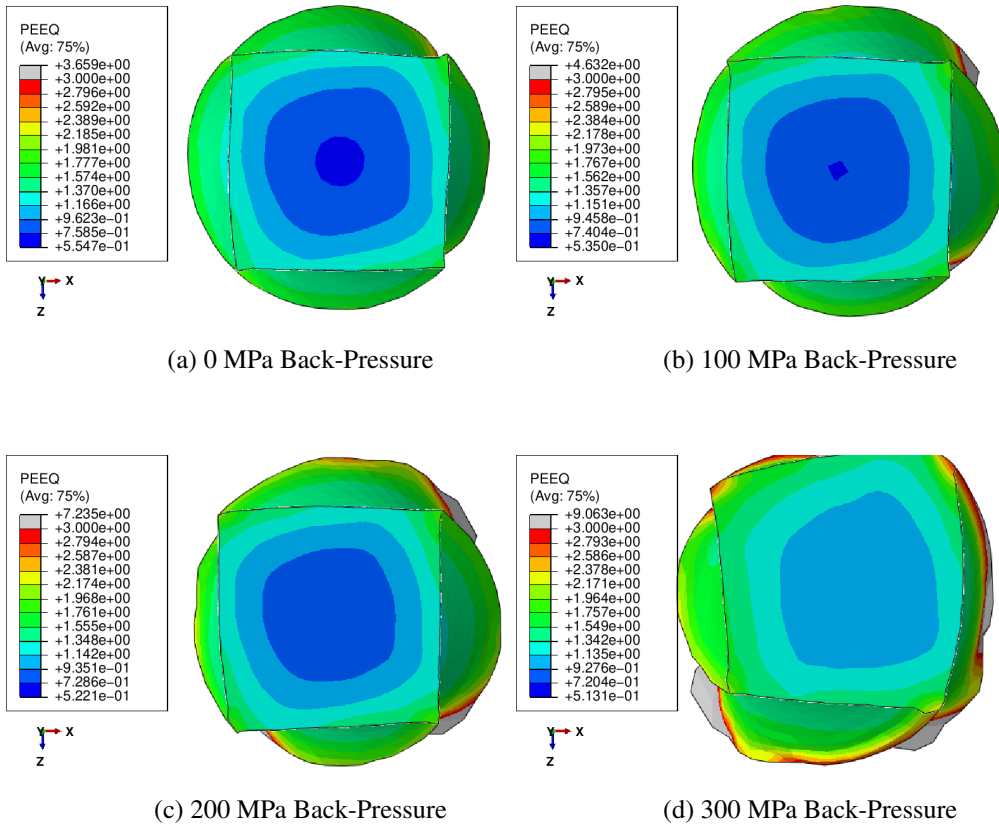 PEEQ
(Avg: 75%)
+3.659e+00
+3.000e+00
+2.796e+00
+2.592e+00
+2.384e+00
+2.185e+00
+1.981e+00
+1.777e+00
+1.574e+00
+1.370e+00
+1.166e+00
+9.623e−01
+7.585e−01
+5.547e−01
Y X
Z
(a) 0 MPa Back-Pressure
PEEQ
(Avg: 75%)
+4.632e+00
+3.000e+00
+2.795e+00
+2.589e+00
+2.384e+00
+2.178e+00
+1.973e+00
+1.767e+00
+1.562e+00
+1.357e+00
+1.151e+00
+9.458e−01
+7.404e−01
+5.350e−01
Y X
Z
(b) 100 MPa Back-Pressure
PEEQ
(Avg: 75%)
+7.235e+00
+3.000e+00
+2.794e+00
+2.587e+00
+2.381e+00
+2.174e+00
+1.968e+00
+1.761e+00
+1.555e+00
+1.348e+00
+1.142e+00
+9.351e−01
+7.286e−01
+5.221e−01
Y X
Z
(c) 200 MPa Back-Pressure
PEEQ
(Avg: 75%)
+9.063e+00
+3.000e+00
+2.793e+00
+2.586e+00
+2.378e+00
+2.171e+00
+1.964e+00
+1.757e+00
+1.549e+00
+1.342e+00
+1.135e+00
+9.276e−01
+7.204e−01
+5.131e−01
Y X
Z
(d) 300 MPa Back-Pressure